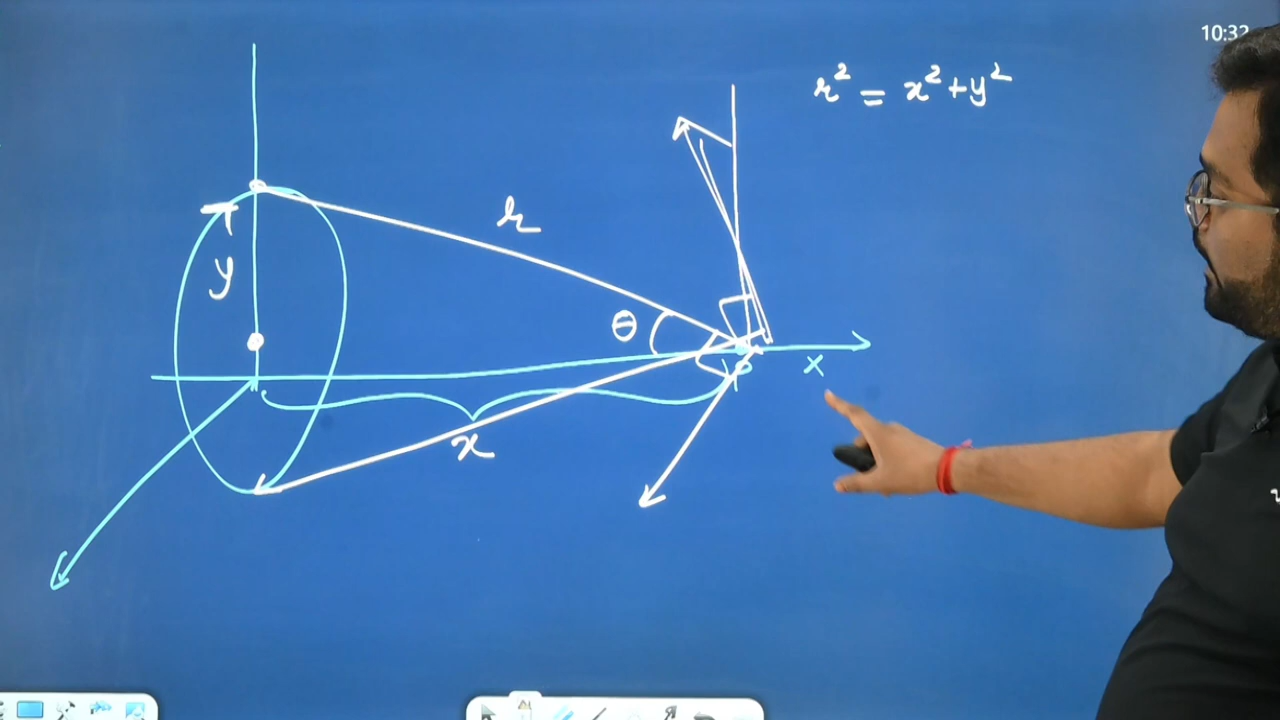 10:32
r² = x² + y²
r
y
θ
P
x
x